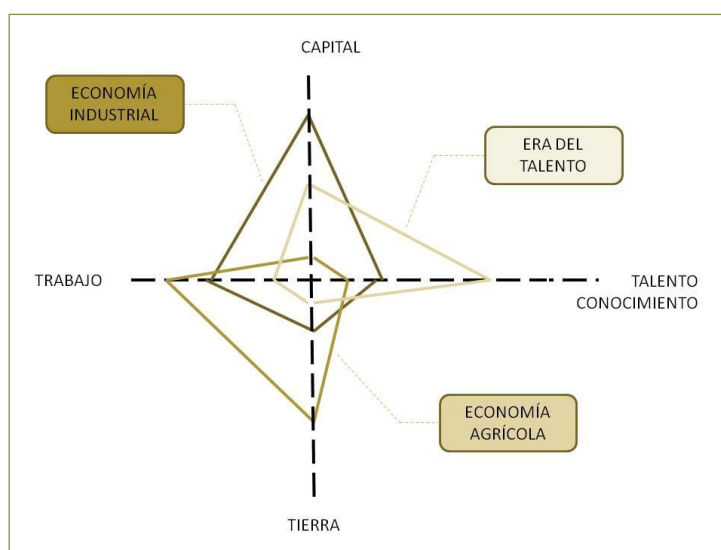 CAPITAL
ECONOMÍA
INDUSTRIAL
ERA DEL
TALENTO
TRABAJO
TALENTO
CONOCIMIENTO
ECONOMÍA
AGRÍCOLA
TIERRA